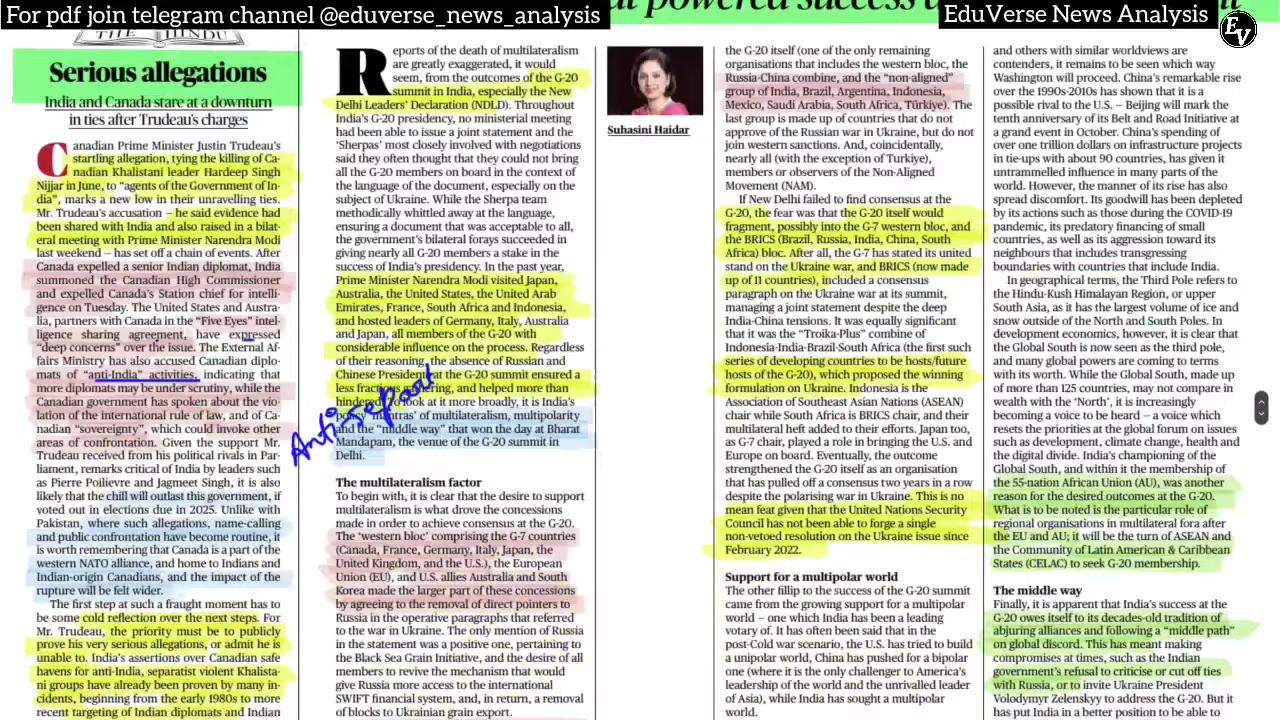 For pdf join telegram channel @eduverse_news_analysis
EduVerse News Analysis
EV
THE HINDU
Serious allegations
India and Canada stare at a downturn
in ties after Trudeau's charges
Canadian Prime Minister Justin Trudeau's
startling allegation, tying the killing of Ca-
nadian Khalistani leader Hardeep Singh
Nijjar in June, to “agents of the Government of In-
dia”, marks a new low in their unravelling ties.
Mr. Trudeau's accusation – he said evidence had
been shared with India and also raised in a bilat-
eral meeting with Prime Minister Narendra Modi
last weekend – has set off a chain of events. After
Canada expelled a senior Indian diplomat, India
summoned the Canadian High Commissioner
and expelled Canada's Station chief for intelli-
gence on Tuesday. The United States and Austra-
lia, partners with Canada in the “Five Eyes” intel-
ligence sharing agreement, have expressed
“deep concerns” over the issue. The External Af-
fairs Ministry has also accused Canadian diplo-
mats of “anti-India” activities, indicating that
more diplomats may be under scrutiny, while the
Canadian government has spoken about the vio-
lation of the international rule of law, and of Ca-
nadian “sovereignty”, which could invoke other
areas of confrontation. Given the support Mr.
Trudeau received from his political rivals in Par-
liament, remarks critical of India by leaders such
as Pierre Poilievre and Jagmeet Singh, it is also
likely that the chill will outlast this government, if
voted out in elections due in 2025. Unlike with
Pakistan, where such allegations, name-calling
and public confrontation have become routine, it
is worth remembering that Canada is a part of the
western NATO alliance, and home to Indians and
Indian-origin Canadians, and the impact of the
rupture will be felt wider.
The first step at such a fraught moment has to
be some cold reflection over the next steps. For
Mr. Trudeau, the priority must be to publicly
prove his very serious allegations, or admit he is
unable to. India's assertions over Canadian safe
havens for anti-India, separatist violent Khalista-
ni groups have already been proven by many in-
cidents, beginning from the early 1980s to more
recent targeting of Indian diplomats and Indian
Reports of the death of multilateralism
are greatly exaggerated, it would
seem, from the outcomes of the G-20
summit in India, especially the New
Delhi Leaders' Declaration (NDLD). Throughout
India's G-20 presidency, no ministerial meeting
had been able to issue a joint statement and the
‘Sherpas’ most closely involved with negotiations
said they often thought that they could not bring
all the G-20 members on board in the context of
the language of the document, especially on the
subject of Ukraine. While the Sherpa team
methodically whittled away at the language,
ensuring a document that was acceptable to all,
the government's bilateral forays succeeded in
giving nearly all G-20 members a stake in the
success of India's presidency. In the past year,
Prime Minister Narendra Modi visited Japan,
Australia, the United States, the United Arab
Emirates, France, South Africa and Indonesia,
and hosted leaders of Germany, Italy, Australia
and Japan, all members of the G-20 with
considerable influence on the process. Regardless
of their reasoning, the absence of Russian and
Chinese President at the G-20 summit ensured a
less fractious gathering, and helped more than
hindered. To look at it more broadly, it is India's
policy ‘mantras’ of multilateralism, multipolarity
and the “middle way” that won the day at Bharat
Mandapam, the venue of the G-20 summit in
Delhi.
The multilateralism factor
To begin with, it is clear that the desire to support
multilateralism is what drove the concessions
made in order to achieve consensus at the G-20.
The ‘western bloc’ comprising the G-7 countries
(Canada, France, Germany, Italy, Japan, the
United Kingdom, and the U.S.), the European
Union (EU), and U.S. allies Australia and South
Korea made the larger part of these concessions
by agreeing to the removal of direct pointers to
Russia in the operative paragraphs that referred
to the war in Ukraine. The only mention of Russia
in the statement was a positive one, pertaining to
the Black Sea Grain Initiative, and the desire of all
members to revive the mechanism that would
give Russia more access to the international
SWIFT financial system, and, in return, a removal
of blocks to Ukrainian grain export.
Suhasini Haidar
the G-20 itself (one of the only remaining
organisations that includes the western bloc, the
Russia-China combine, and the “non-aligned”
group of India, Brazil, Argentina, Indonesia,
Mexico, Saudi Arabia, South Africa, Türkiye). The
last group is made up of countries that do not
approve of the Russian war in Ukraine, but do not
join western sanctions. And, coincidentally,
nearly all (with the exception of Turkiye), were
members or observers of the Non-Aligned
Movement (NAM).
If New Delhi failed to find consensus at the
G-20, the fear was that the G-20 itself would
fragment, possibly into the G-7 western bloc, and
the BRICS (Brazil, Russia, India, China, South
Africa) bloc. After all, the G-7 has stated its united
stand on the Ukraine war, and BRICS (now made
up of 11 countries), included a consensus
paragraph on the Ukraine war at its summit,
managing a joint statement despite the deep
India-China tensions. It was equally significant
that it was the “Troika-Plus” combine of
Indonesia-India-Brazil-South Africa (the first such
series of developing countries to be hosts/future
hosts of the G-20), which proposed the winning
formulation on Ukraine. Indonesia is the
Association of Southeast Asian Nations (ASEAN)
chair while South Africa is BRICS chair, and their
multilateral heft added to their efforts. Japan too,
as G-7 chair, played a role in bringing the U.S. and
Europe on board. Eventually, the outcome
strengthened the G-20 itself as an organisation
that has pulled off a consensus two years in a row
despite the polarising war in Ukraine. This is no
mean feat given that the United Nations Security
Council has not been able to forge a single
non-vetoed resolution on the Ukraine issue since
February 2022.
Support for a multipolar world
The other fillip to the success of the G-20 summit
came from the growing support for a multipolar
world – one which India has been a leading
votary of. It has often been said that in the
post-Cold war scenario, the U.S. has tried to build
a unipolar world, China has pushed for a bipolar
one (where it is the only challenger to America's
leadership of the world and the unrivalled leader
of Asia), while India has sought a multipolar
world.
and others with similar worldviews are
contenders, it remains to be seen which way
Washington will proceed. China's remarkable rise
over the 1990s-2010s has shown that it is a
possible rival to the U.S. – Beijing will mark the
tenth anniversary of its Belt and Road Initiative at
a grand event in October. China's spending of
over one trillion dollars on infrastructure projects
in tie-ups with about 90 countries, has given it
untrammelled influence in many parts of the
world. However, the manner of its rise has also
spread discomfort. Its goodwill has been depleted
by its actions such as those during the COVID-19
pandemic, its predatory financing of small
countries, as well as its aggression toward its
neighbours that includes transgressing
boundaries with countries that include India.
In geographical terms, the Third Pole refers to
the Hindu-Kush Himalayan Region, or upper
South Asia, as it has the largest volume of ice and
snow outside of the North and South Poles. In
development economics, however, it is clear that
the Global South is now seen as the third pole,
and many global powers are coming to terms
with its worth. While the Global South, made up
of more than 125 countries, may not compare in
wealth with the ‘North’, it is increasingly
becoming a voice to be heard – a voice which
resets the priorities at the global forum on issues
such as development, climate change, health and
the digital divide. India's championing of the
Global South, and within it the membership of
the 55-nation African Union (AU), was another
reason for the desired outcomes at the G-20.
What is to be noted is the particular role of
regional organisations in multilateral fora after
the EU and AU; it will be the turn of ASEAN and
the Community of Latin American & Caribbean
States (CELAC) to seek G-20 membership.
The middle way
Finally, it is apparent that India's success at the
G-20 owes itself to its decades-old tradition of
abjuring alliances and following a “middle path”
on global discord. This has meant making
compromises at times, such as the Indian
government's refusal to criticise or cut off ties
with Russia, or to invite Ukraine President
Volodymyr Zelenskyy to address the G-20. But it
has put India in a better position to be able to